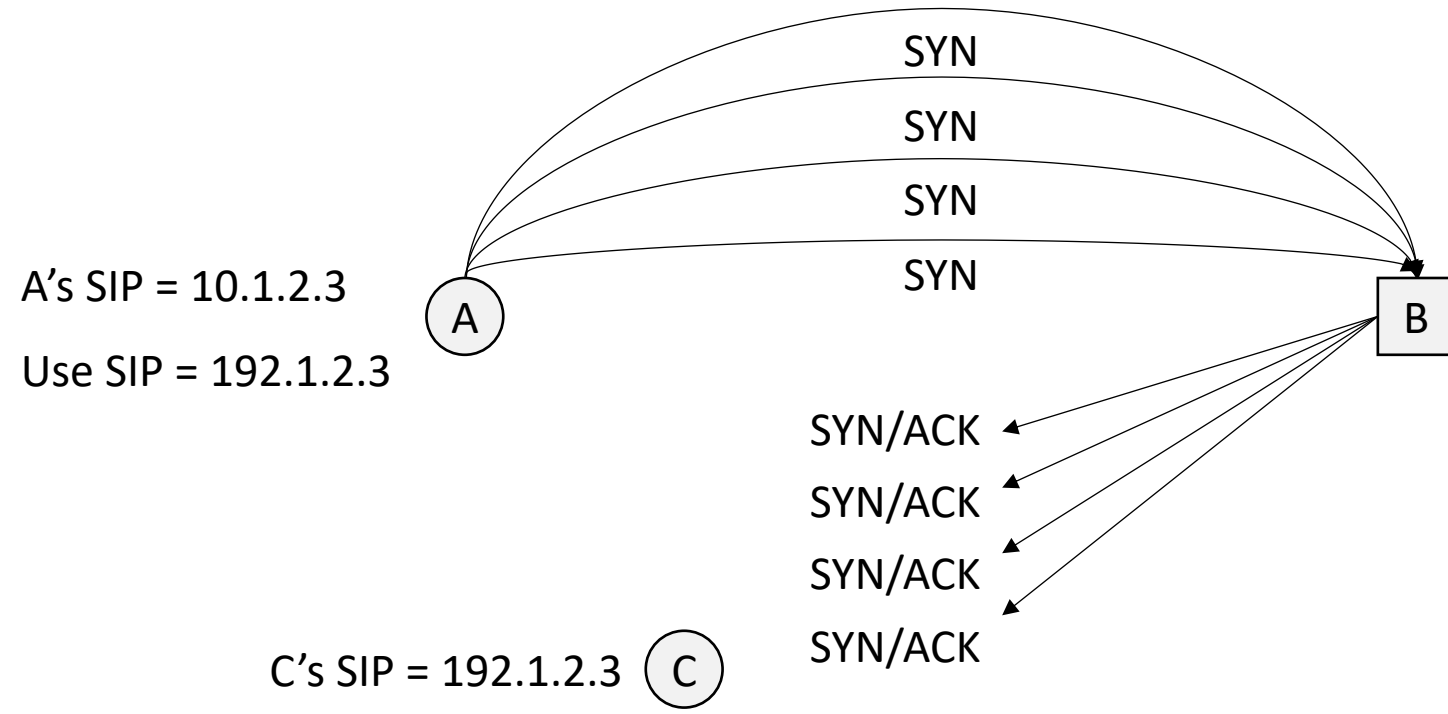 SYN
SYN
SYN
SYN
A’s SIP = 10.1.2.3
A
B
Use SIP = 192.1.2.3
SYN/ACK
SYN/ACK
SYN/ACK
SYN/ACK
C’s SIP = 192.1.2.3
C